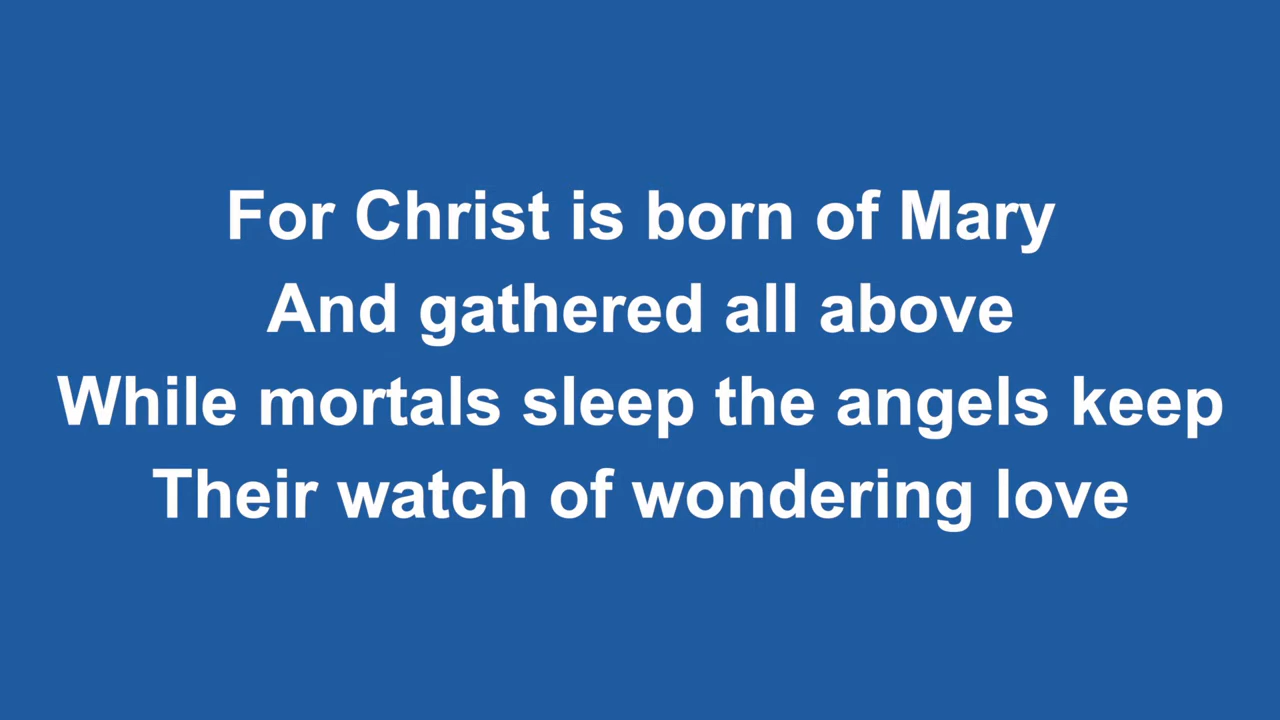 For Christ is born of Mary
And gathered all above
While mortals sleep the angels keep
Their watch of wondering love